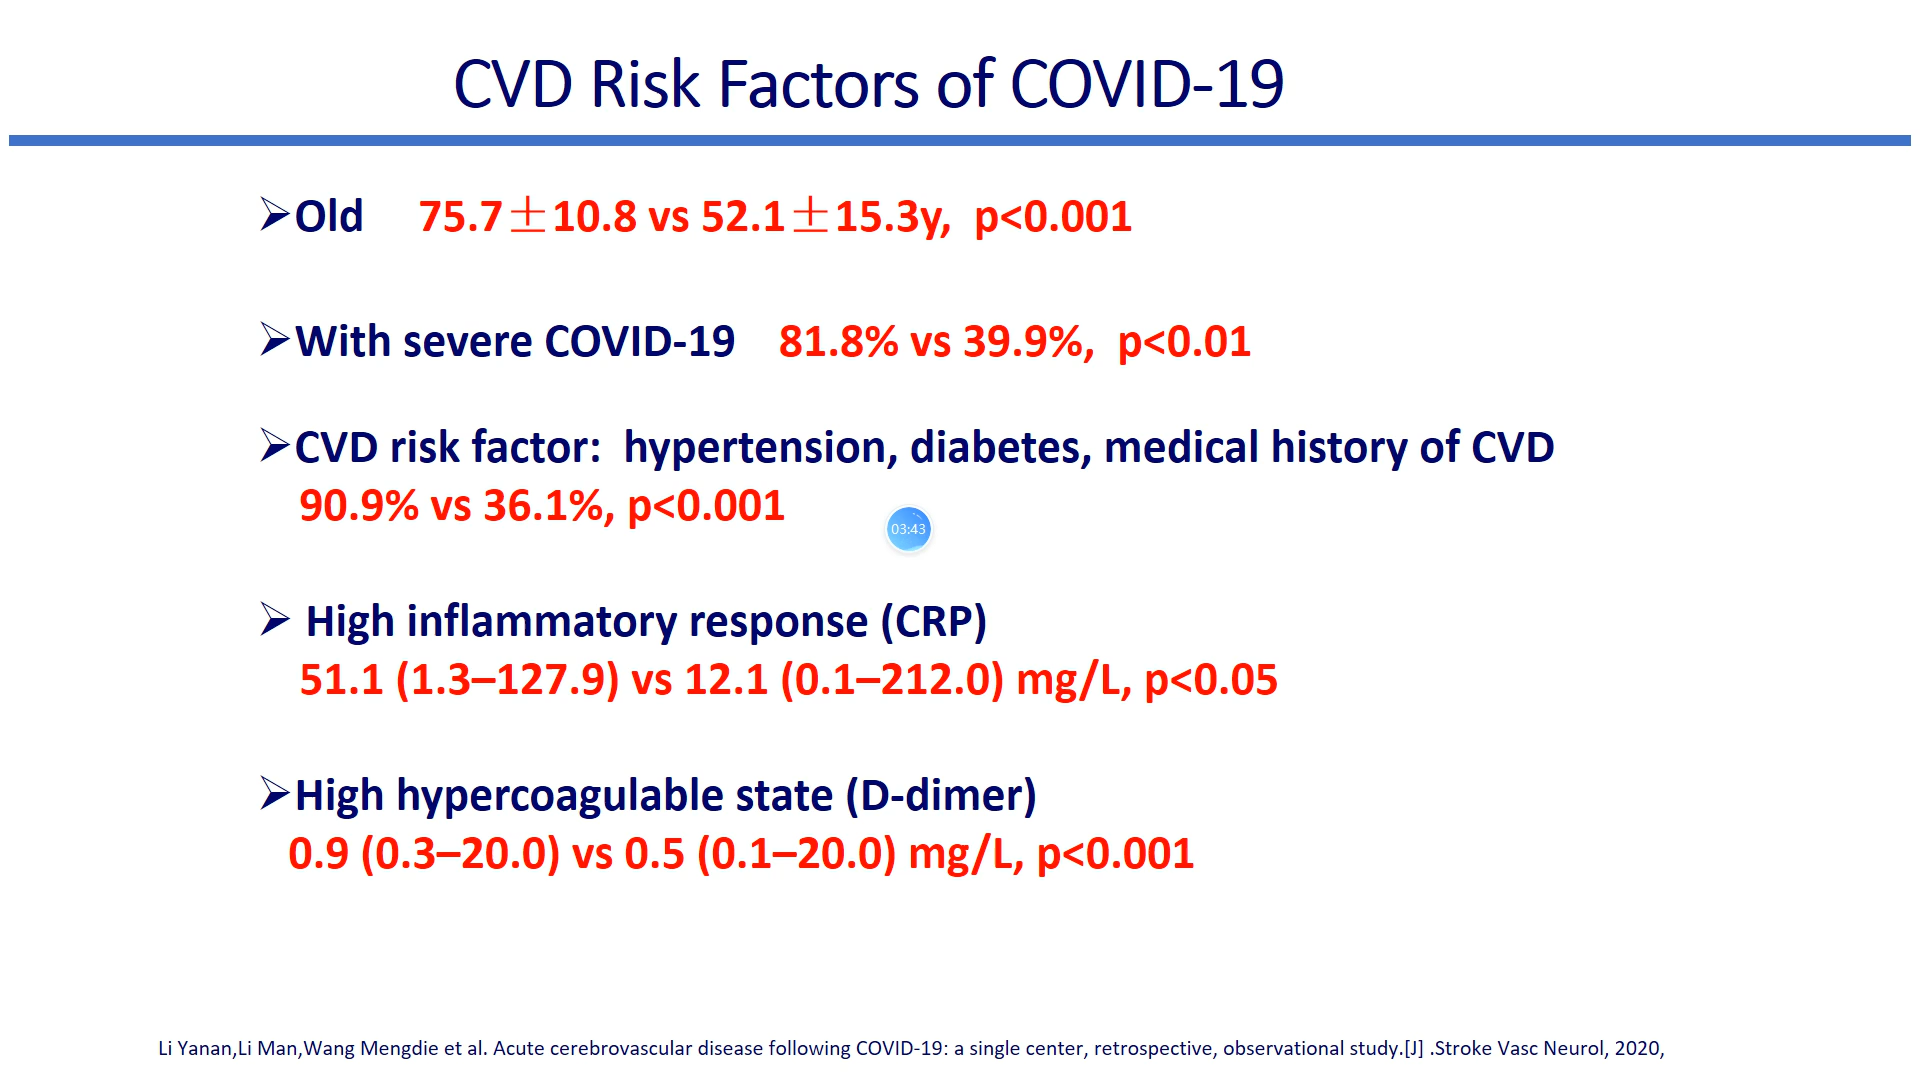 CVD Risk Factors of COVID-19
➢Old 75.7±10.8 vs 52.1±15.3y, p<0.001
➢With severe COVID-19 81.8% vs 39.9%, p<0.01
➢CVD risk factor: hypertension, diabetes, medical history of CVD
90.9% vs 36.1%, p<0.001
03:43
➢ High inflammatory response (CRP)
51.1 (1.3–127.9) vs 12.1 (0.1–212.0) mg/L, p<0.05
➢High hypercoagulable state (D-dimer)
0.9 (0.3–20.0) vs 0.5 (0.1–20.0) mg/L, p<0.001
Li Yanan,Li Man,Wang Mengdie et al. Acute cerebrovascular disease following COVID-19: a single center, retrospective, observational study.[J] .Stroke Vasc Neurol, 2020,